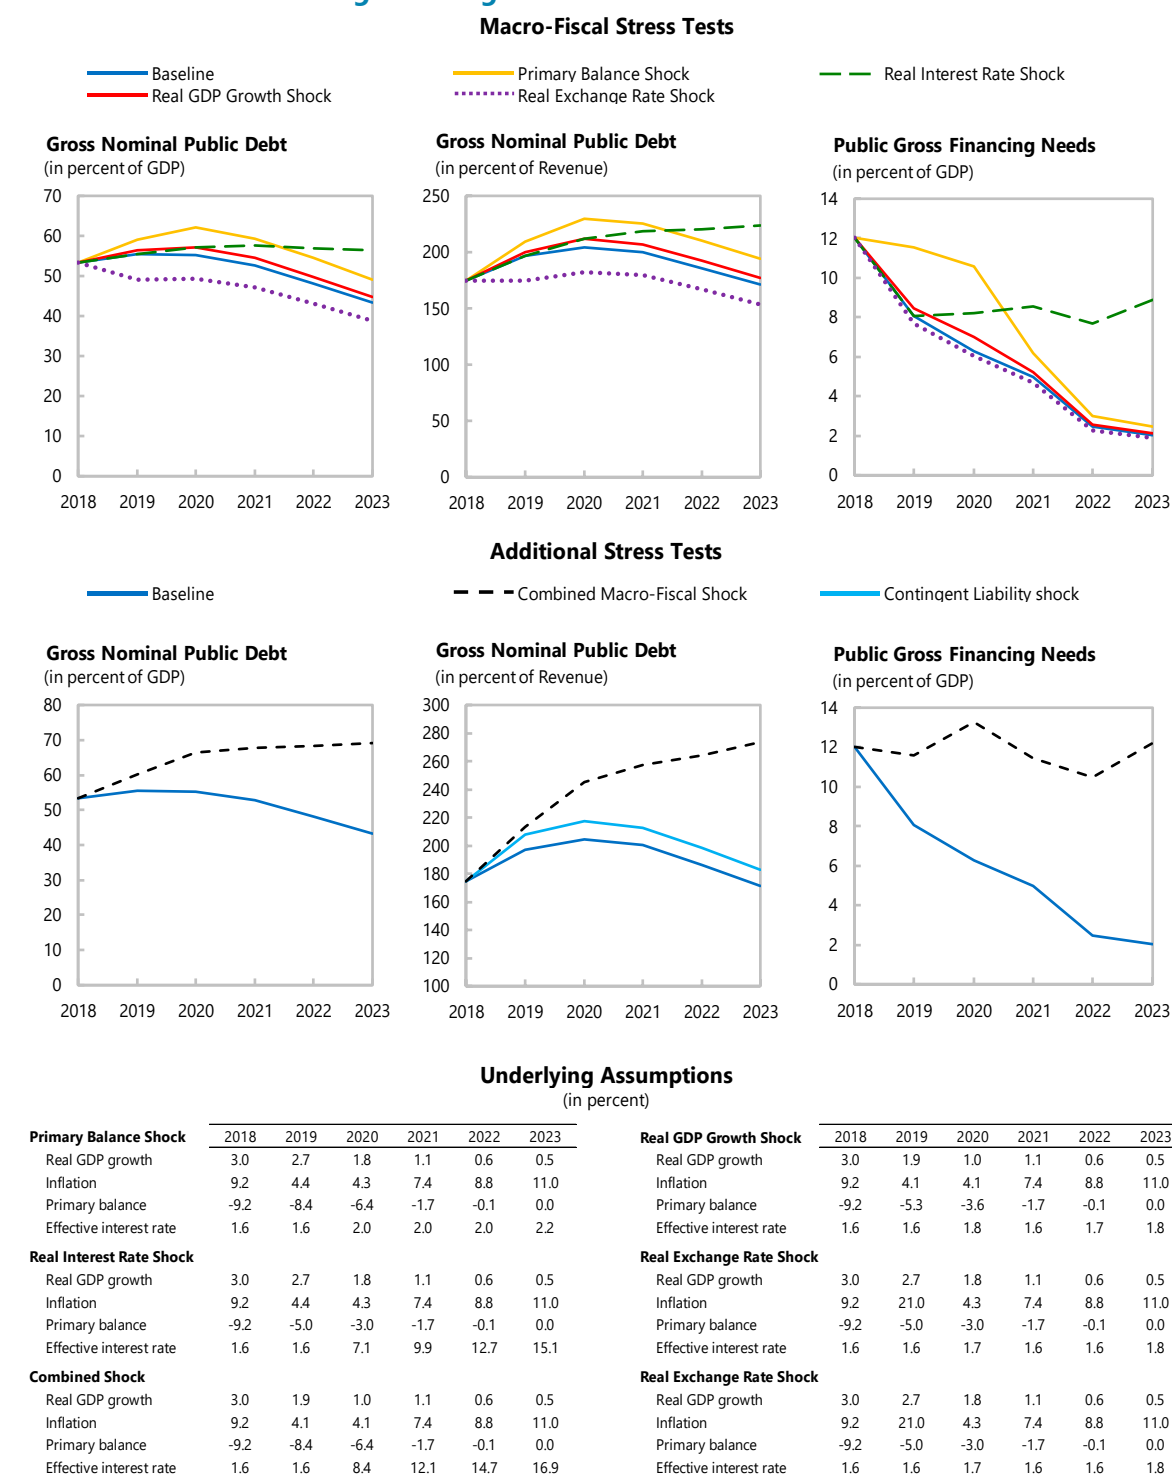 Macro-Fiscal Stress Tests
Baseline
Primary Balance Shock
Real Interest Rate Shock
Real GDP Growth Shock
Real Exchange Rate Shock
Gross Nominal Public Debt
(in percent of GDP)
70
60
50
40
30
20
10
0
2018 2019 2020 2021 2022 2023
Gross Nominal Public Debt
(in percent of Revenue)
250
200
150
100
50
0
2018 2019 2020 2021 2022 2023
Public Gross Financing Needs
(in percent of GDP)
14
12
10
8
6
4
2
0
2018 2019 2020 2021 2022 2023
Additional Stress Tests
Baseline
Combined Macro-Fiscal Shock
Contingent Liability shock
Gross Nominal Public Debt
(in percent of GDP)
80
70
60
50
40
30
20
10
0
2018 2019 2020 2021 2022 2023
Gross Nominal Public Debt
(in percent of Revenue)
300
280
260
240
220
200
180
160
140
120
100
2018 2019 2020 2021 2022 2023
Public Gross Financing Needs
(in percent of GDP)
14
12
10
8
6
4
2
0
2018 2019 2020 2021 2022 2023
Underlying Assumptions
(in percent)
Primary Balance Shock 2018 2019 2020 2021 2022 2023
Real GDP growth 3.0 2.7 1.8 1.1 0.6 0.5
Inflation 9.2 4.4 4.3 7.4 8.8 11.0
Primary balance -9.2 -8.4 -6.4 -1.7 -0.1 0.0
Effective interest rate 1.6 1.6 2.0 2.0 2.0 2.2
Real Interest Rate Shock
Real GDP growth 3.0 2.7 1.8 1.1 0.6 0.5
Inflation 9.2 4.4 4.3 7.4 8.8 11.0
Primary balance -9.2 -5.0 -3.0 -1.7 -0.1 0.0
Effective interest rate 1.6 1.6 7.1 9.9 12.7 15.1
Combined Shock
Real GDP growth 3.0 1.9 1.0 1.1 0.6 0.5
Inflation 9.2 4.1 4.1 7.4 8.8 11.0
Primary balance -9.2 -8.4 -6.4 -1.7 -0.1 0.0
Effective interest rate 1.6 1.6 8.4 12.1 14.7 16.9
Real GDP Growth Shock 2018 2019 2020 2021 2022 2023
Real GDP growth 3.0 1.9 1.0 1.1 0.6 0.5
Inflation 9.2 4.1 4.1 7.4 8.8 11.0
Primary balance -9.2 -5.3 -3.6 -1.7 -0.1 0.0
Effective interest rate 1.6 1.6 1.8 1.6 1.7 1.8
Real Exchange Rate Shock
Real GDP growth 3.0 2.7 1.8 1.1 0.6 0.5
Inflation 9.2 21.0 4.3 7.4 8.8 11.0
Primary balance -9.2 -5.0 -3.0 -1.7 -0.1 0.0
Effective interest rate 1.6 1.6 1.7 1.6 1.6 1.8
Real Exchange Rate Shock
Real GDP growth 3.0 2.7 1.8 1.1 0.6 0.5
Inflation 9.2 21.0 4.3 7.4 8.8 11.0
Primary balance -9.2 -5.0 -3.0 -1.7 -0.1 0.0
Effective interest rate 1.6 1.6 1.7 1.6 1.6 1.8